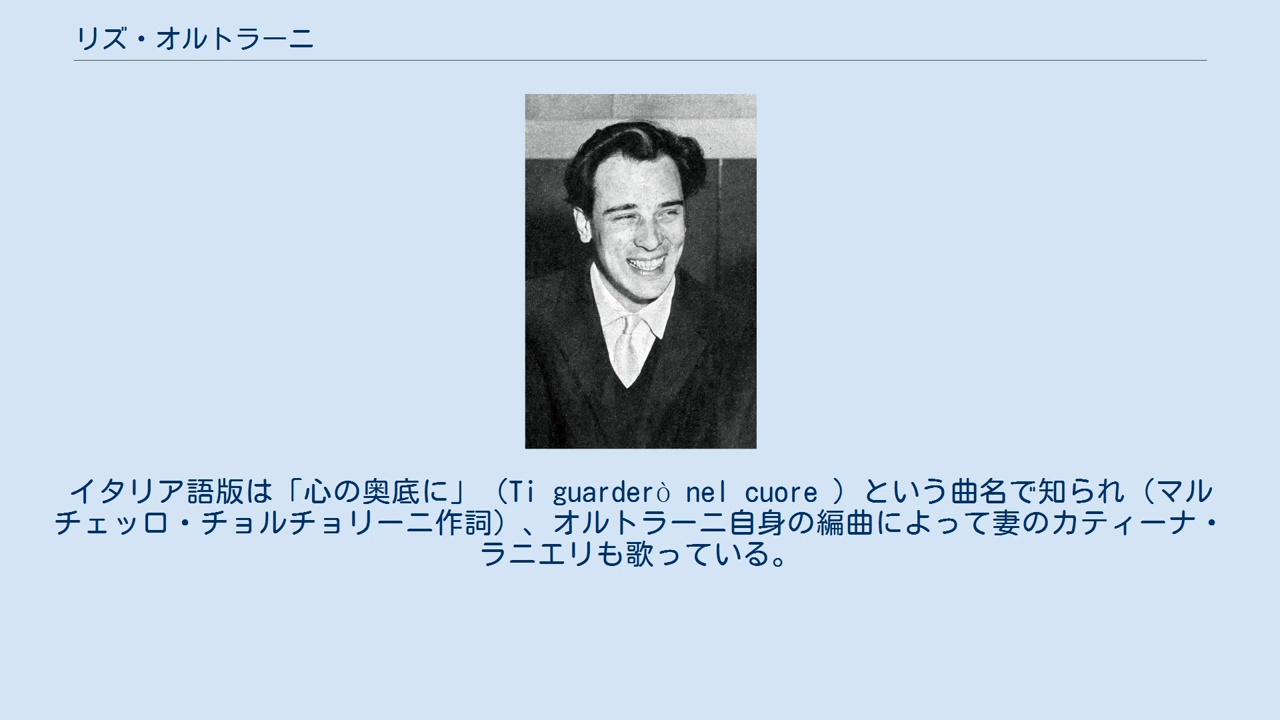 リズ・オルトラーニ
イタリア語版は「心の奥底に」（Ti guarderò nel cuore ）という曲名で知られ（マル
チェッロ・チョルチョリーニ作詞）、オルトラーニ自身の編曲によって妻のカティーナ・
ラニエリも歌っている。